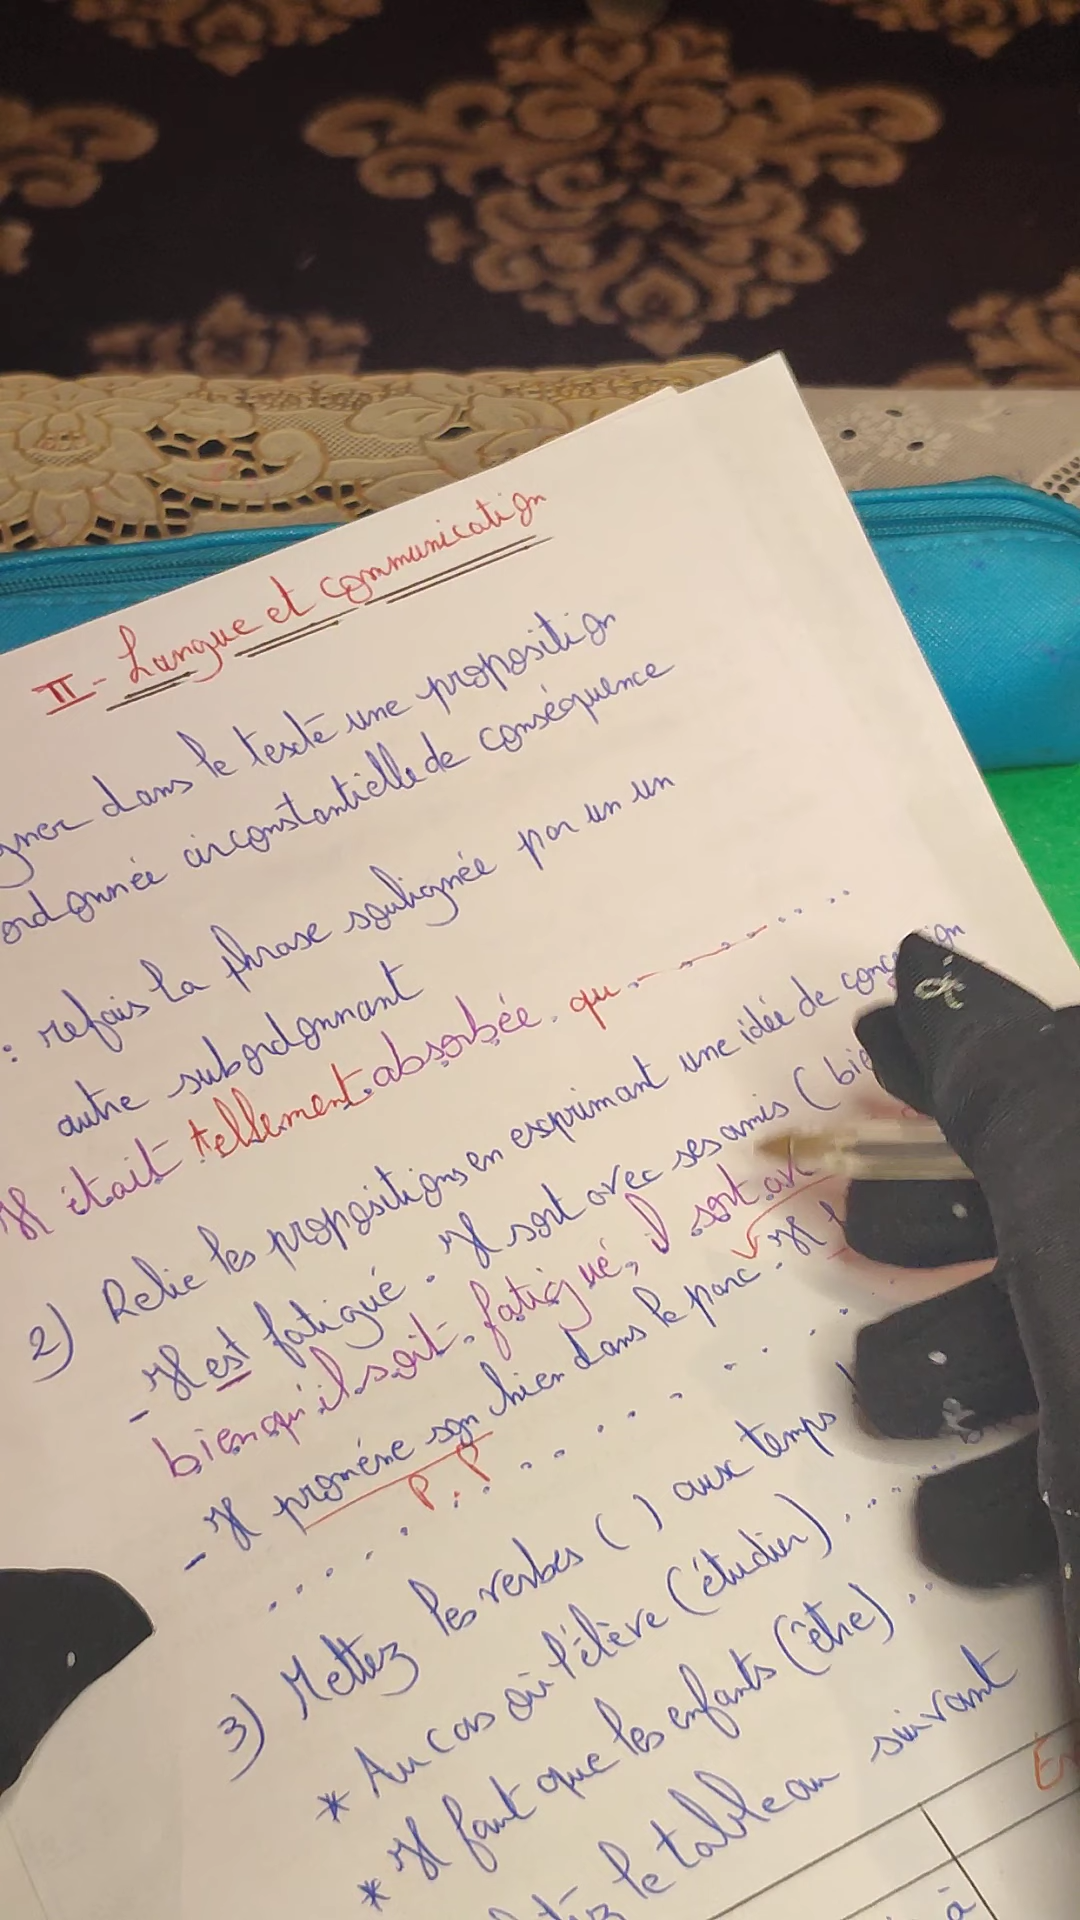 II - Langue et communication
gner dans le texte une proposition
ordonnée circonstantielle de conséquence
: refais la phrase soulignée par un un
autre subordonnant
Il était tellement absorbée qu.............
2) Relie les propositions en exprimant une idée de
- Il est fatigué. Il sort avec ses amis (bie
bien qu'il soit fatigué, il sort av
- Il promène son chien dans le parc. Il
P.P
............
3) Mettez les verbes ( ) aux temps
* Au cas où l'élève (étudier) ....
* Il faut que les enfants (être) ..
le tableau suivant
à